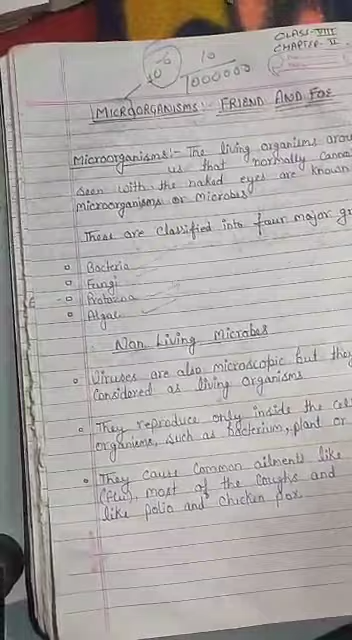 CLASS-VIII
CHAPTER-II
10
1000000
MICROORGANISMS:- FRIEND AND FOE
Microorganisms:- The living organisms arou
us that normally canno
seen with the naked eyes are known
microorganisms or microbes
These are classified into four major gr
Bacteria
Fungi
Protozoa
Algae
Non Living Microbes
Viruses are also microscopic but they
considered as living organisms
They reproduce only inside the cel
organisms, such as bacterium, plant or
They cause common ailments like
(flu), most of the coughs and
like polio and chicken pox